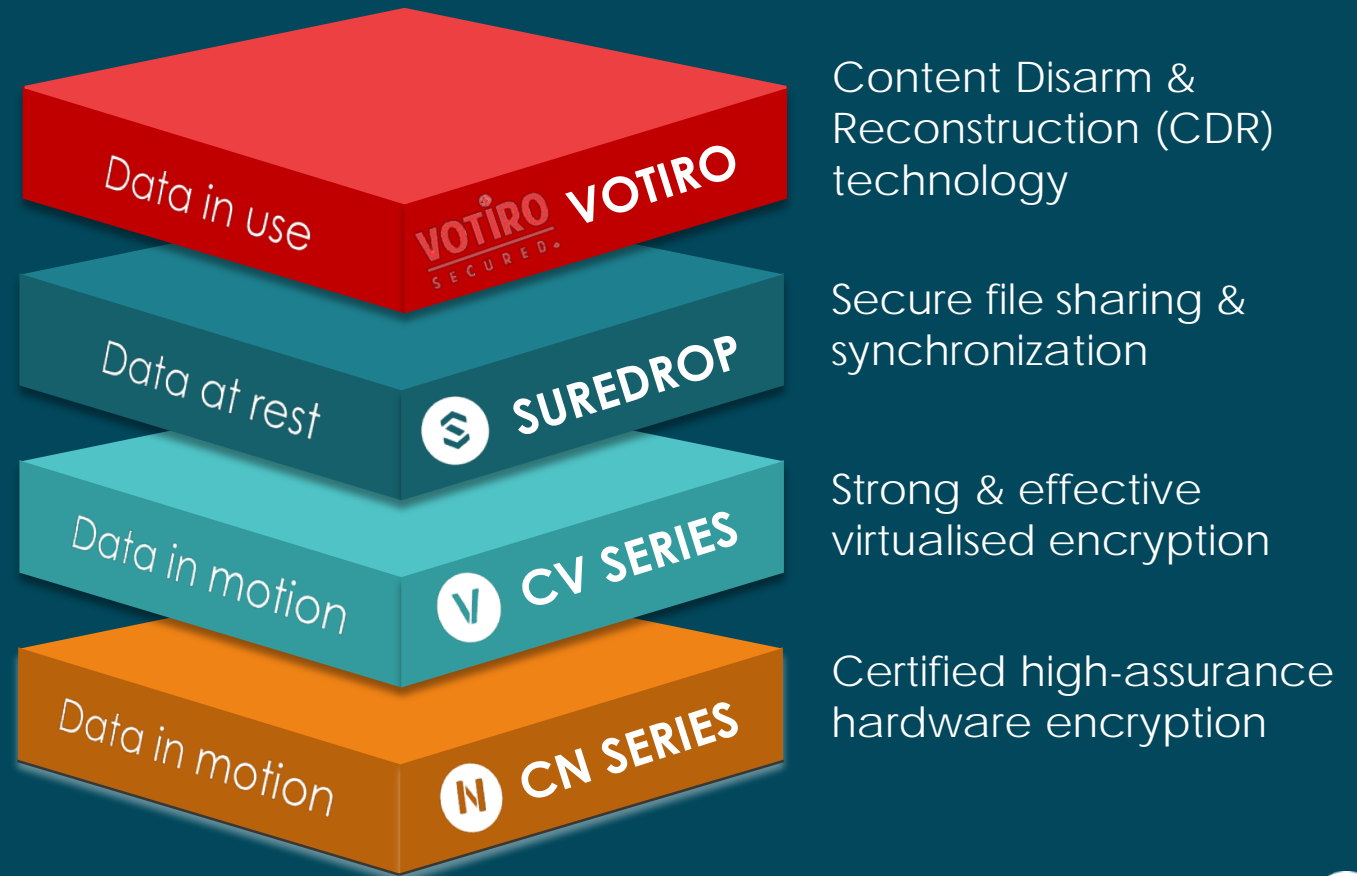 Data in use
VOTIRO
SECURED.
VOTIRO
Content Disarm &
Reconstruction (CDR)
technology
Data at rest
S
SUREDROP
Secure file sharing &
synchronization
Data in motion
V
CV SERIES
Strong & effective
virtualised encryption
Data in motion
N
CN SERIES
Certified high-assurance
hardware encryption